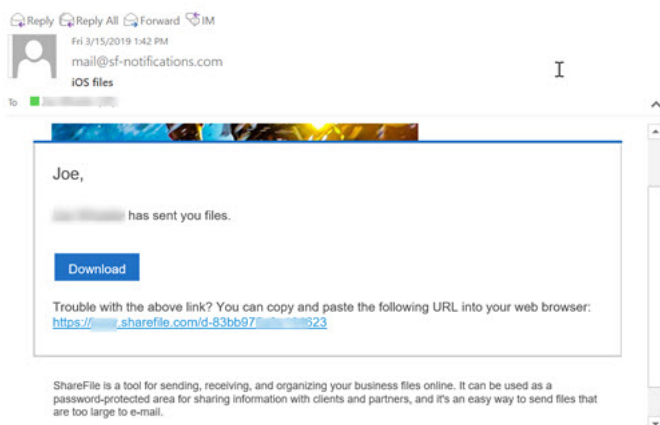 Reply Reply All Forward IM
Fri 3/15/2019 1:42 PM
mail@sf-notifications.com
iOS files
To
Joe,
has sent you files.
Download
Trouble with the above link? You can copy and paste the following URL into your web browser:
https:// .sharefile.com/d-83bb97 623
ShareFile is a tool for sending, receiving, and organizing your business files online. It can be used as a
password-protected area for sharing information with clients and partners, and it's an easy way to send files that
are too large to e-mail.